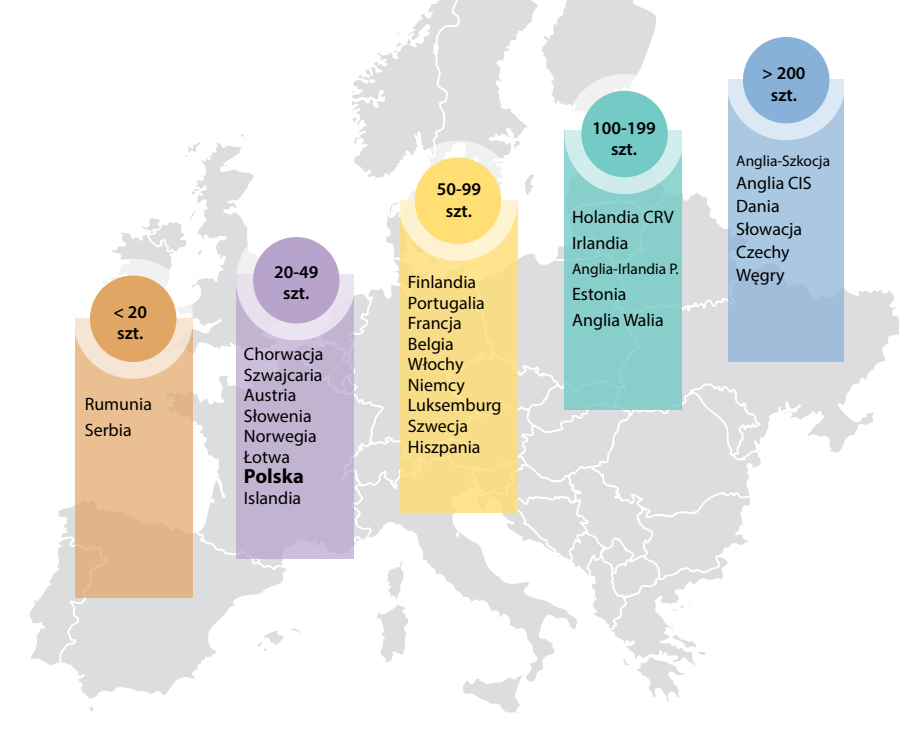 < 20
szt.
Rumunia
Serbia
20-49
szt.
Chorwacja
Szwajcaria
Austria
Słowenia
Norwegia
Łotwa
Polska
Islandia
50-99
szt.
Finlandia
Portugalia
Francja
Belgia
Włochy
Niemcy
Luksemburg
Szwecja
Hiszpania
100-199
szt.
Holandia CRV
Irlandia
Anglia-Irlandia P.
Estonia
Anglia Walia
> 200
szt.
Anglia-Szkocja
Anglia CIS
Dania
Słowacja
Czechy
Węgry